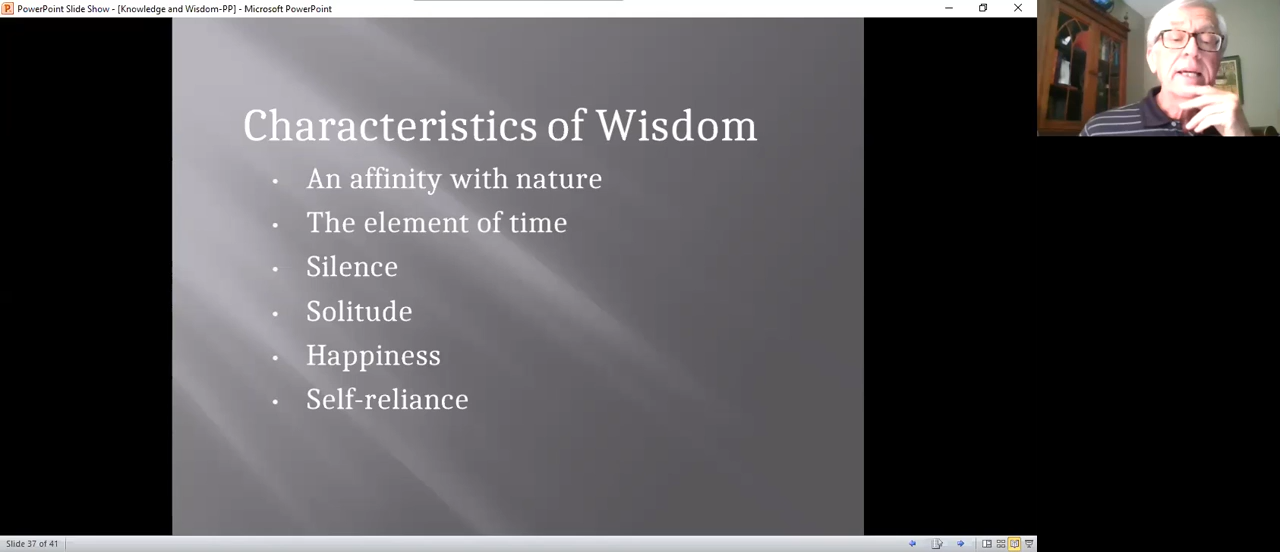 PowerPoint Slide Show - [Knowledge and Wisdom-PP] - Microsoft PowerPoint
Characteristics of Wisdom
• An affinity with nature
• The element of time
• Silence
• Solitude
• Happiness
• Self-reliance
Slide 37 of 41